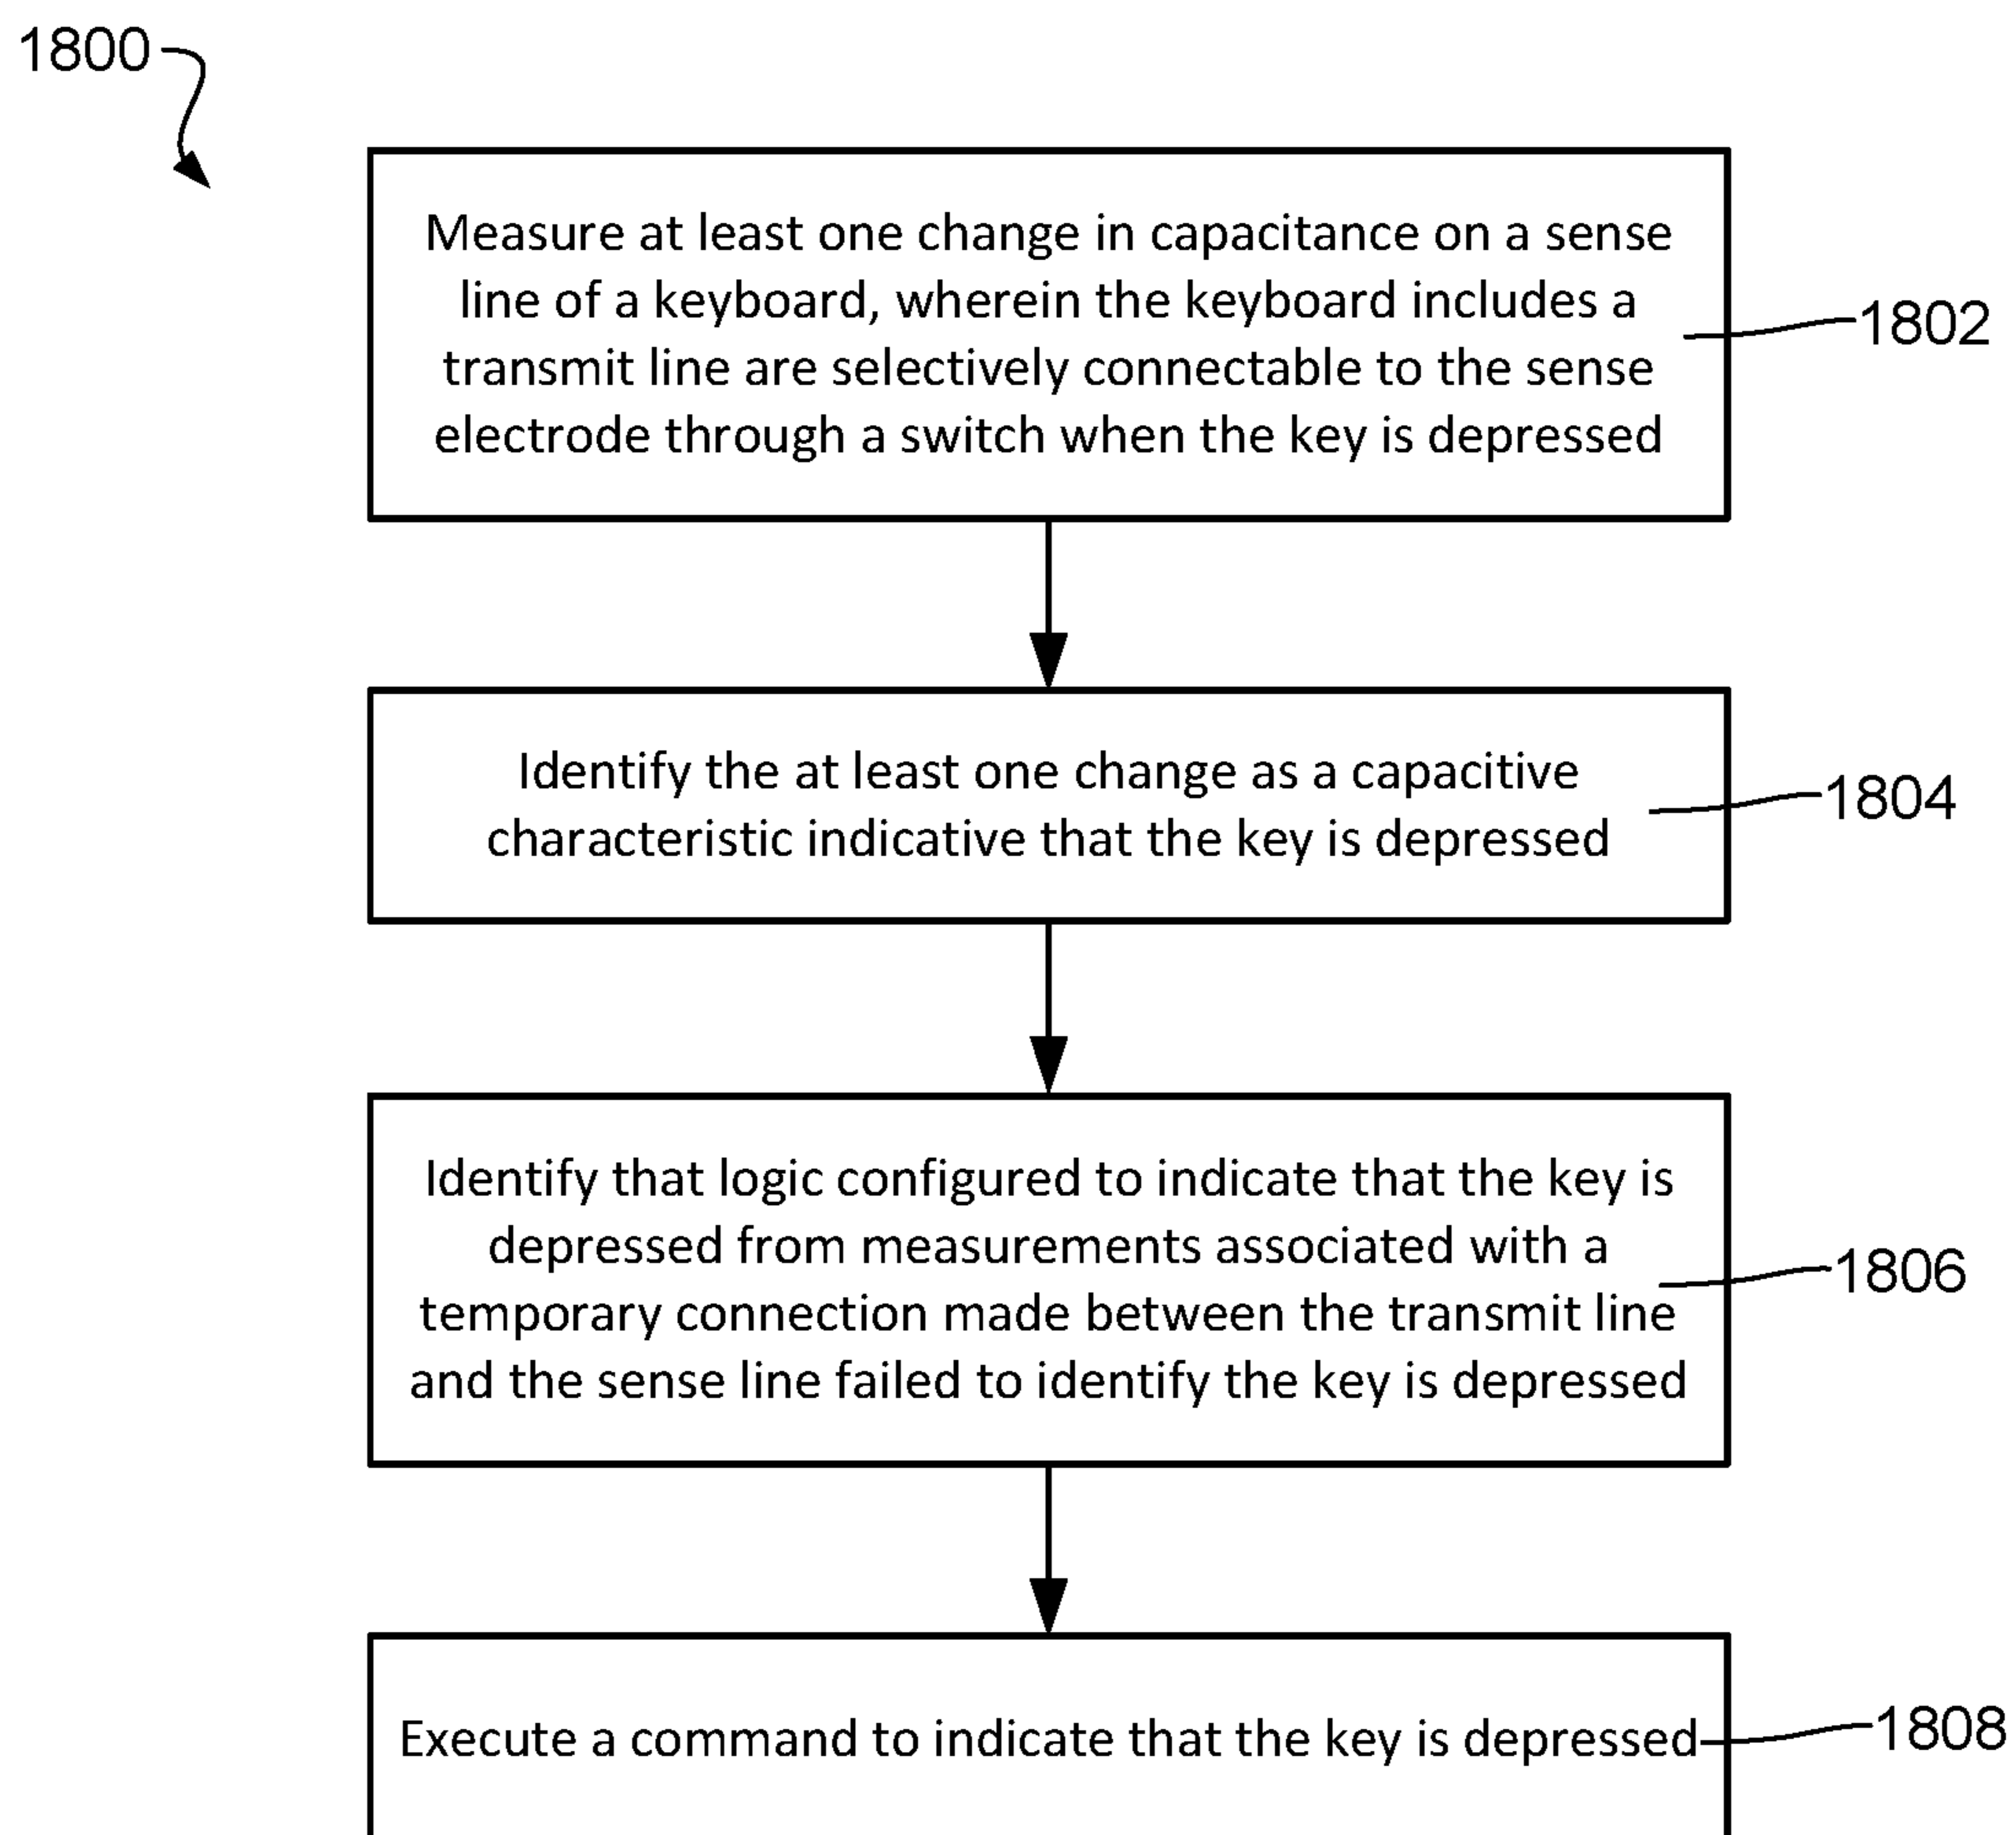 1800
Measure at least one change in capacitance on a sense
line of a keyboard, wherein the keyboard includes a
transmit line are selectively connectable to the sense
electrode through a switch when the key is depressed
1802
Identify the at least one change as a capacitive
characteristic indicative that the key is depressed
1804
Identify that logic configured to indicate that the key is
depressed from measurements associated with a
temporary connection made between the transmit line
and the sense line failed to identify the key is depressed
1806
Execute a command to indicate that the key is depressed
1808